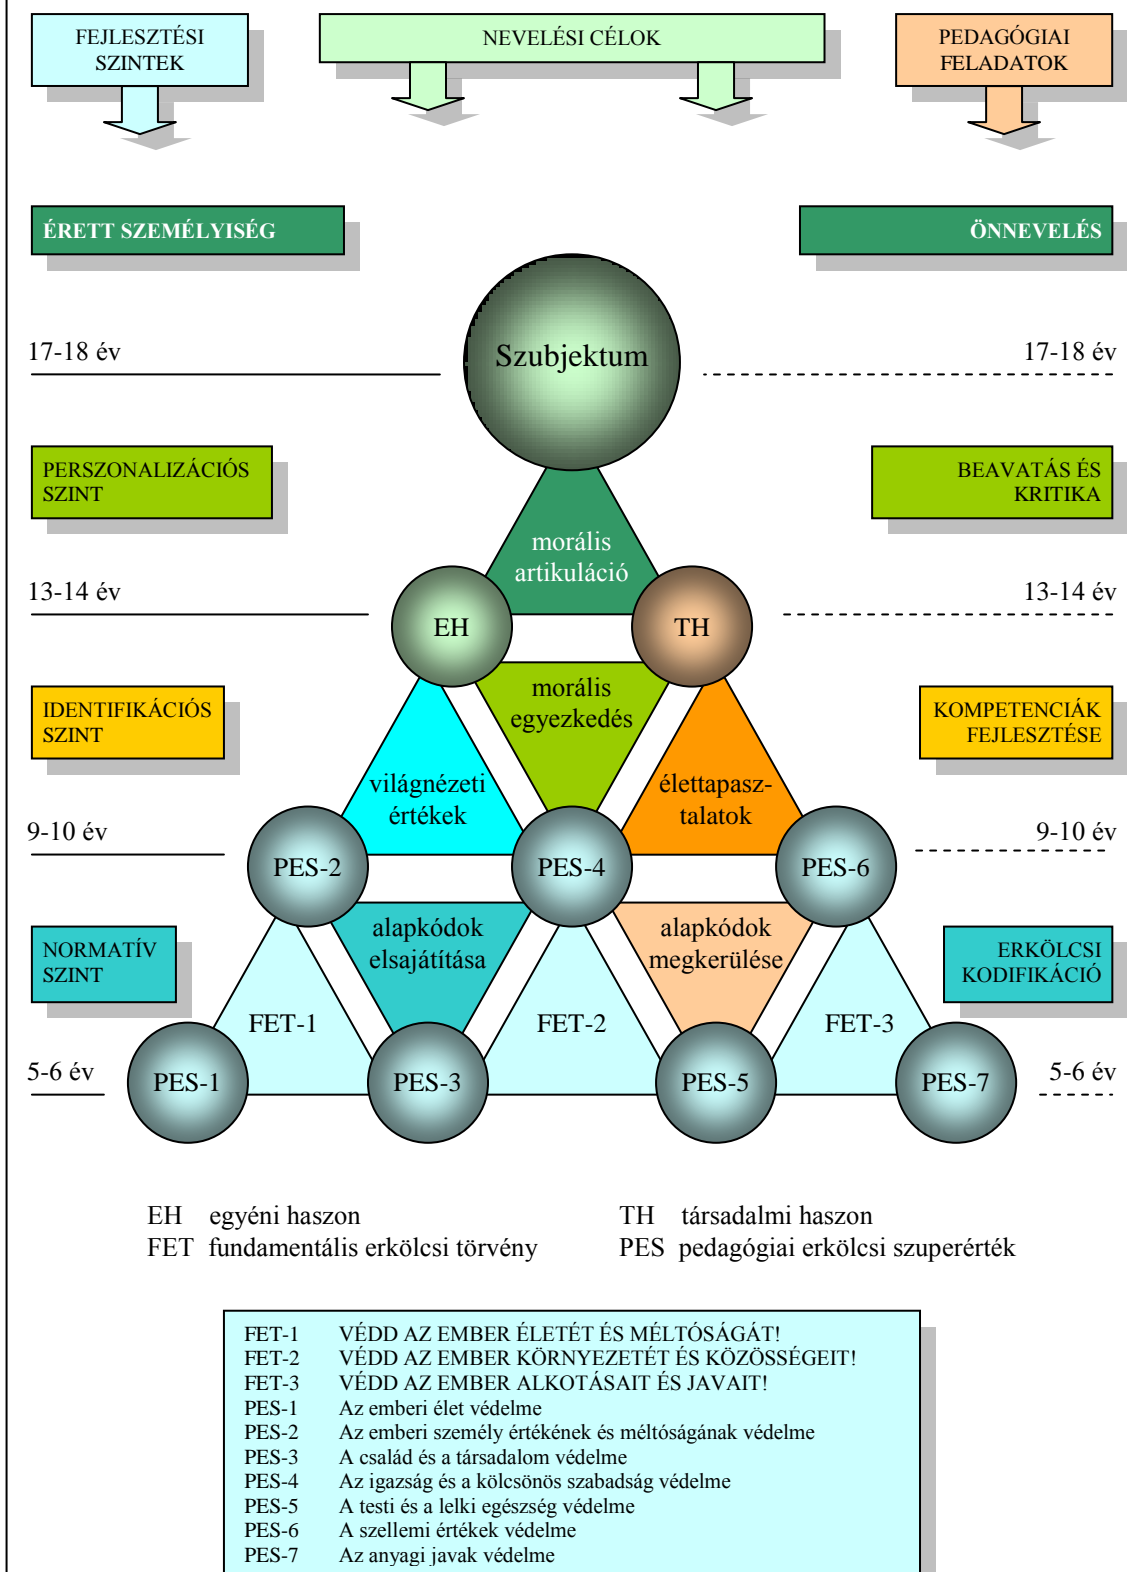 FEJLESZTÉSI
SZINTEK
NEVELÉSI CÉLOK
PEDAGÓGIAI
FELADATOK
ÉRETT SZEMÉLYISÉG
ÖNNEVELÉS
17-18 év
Szubjektum
17-18 év
PERSZONALIZÁCIÓS
SZINT
BEAVATÁS ÉS
KRITIKA
morális
artikuláció
13-14 év
13-14 év
EH
TH
IDENTIFIKÁCIÓS
SZINT
morális
egyezkedés
KOMPETENCIÁK
FEJLESZTÉSE
világnézeti
értékek
élettapasz-
talatok
9-10 év
9-10 év
PES-2
PES-4
PES-6
NORMATÍV
SZINT
alapkódok
elsajátítása
alapkódok
megkerülése
ERKÖLCSI
KODIFIKÁCIÓ
FET-1
FET-2
FET-3
5-6 év
PES-1
PES-3
PES-5
PES-7
5-6 év
EH egyéni haszon
TH társadalmi haszon
FET fundamentális erkölcsi törvény
PES pedagógiai erkölcsi szuperérték
FET-1 VÉDD AZ EMBER ÉLETÉT ÉS MÉLTÓSÁGÁT!
FET-2 VÉDD AZ EMBER KÖRNYEZETÉT ÉS KÖZÖSSÉGEIT!
FET-3 VÉDD AZ EMBER ALKOTÁSAIT ÉS JAVAIT!
PES-1 Az emberi élet védelme
PES-2 Az emberi személy értékének és méltóságának védelme
PES-3 A család és a társadalom védelme
PES-4 Az igazság és a kölcsönös szabadság védelme
PES-5 A testi és a lelki egészség védelme
PES-6 A szellemi értékek védelme
PES-7 Az anyagi javak védelme